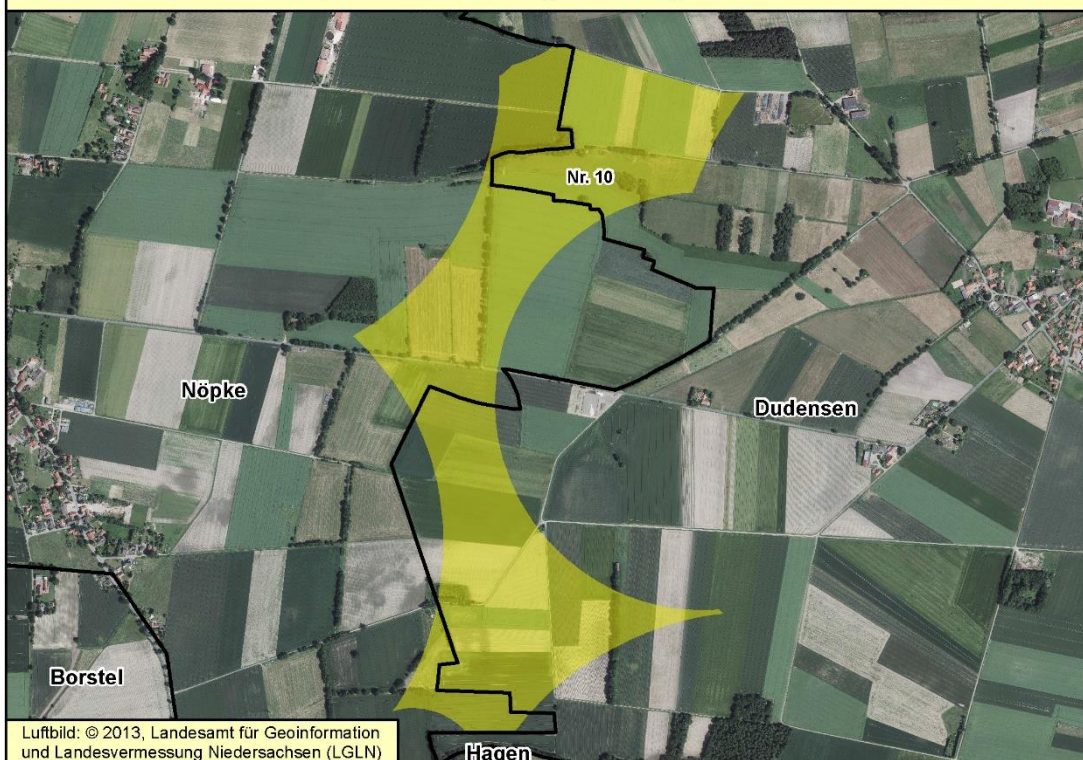 Nr. 10
Nöpke
Dudensen
Borstel
Luftbild: © 2013, Landesamt für Geoinformation
und Landesvermessung Niedersachsen (LGLN)
Hagen